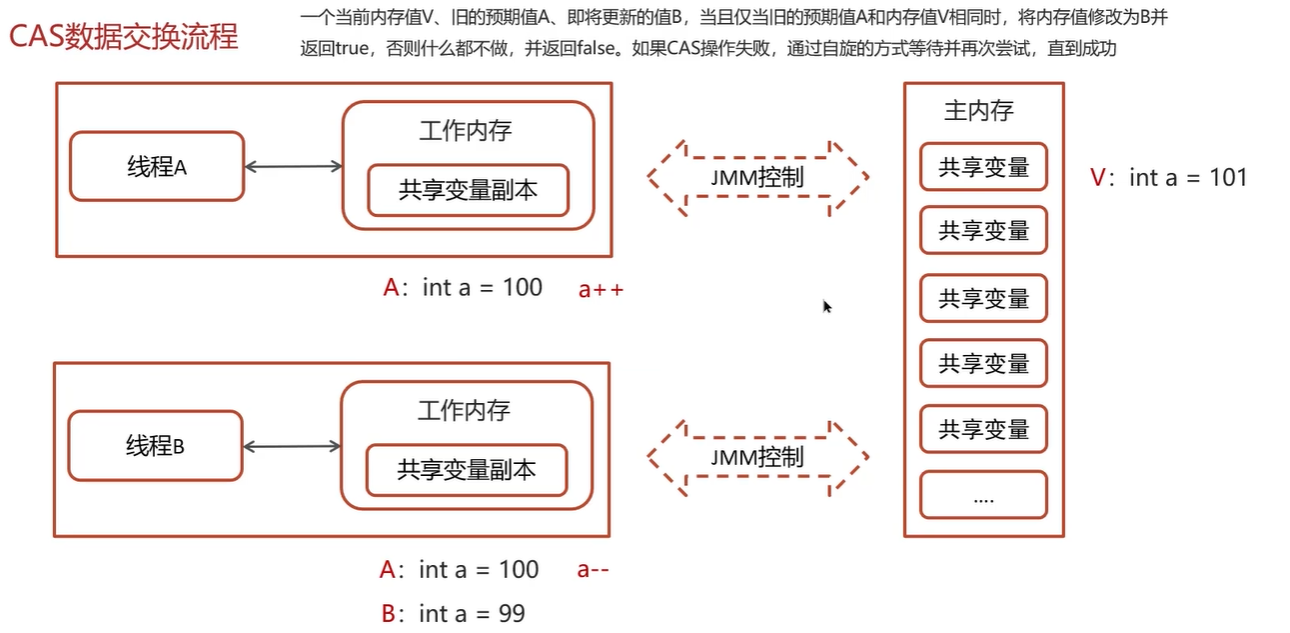 CAS数据交换流程
一个当前内存值V、旧的预期值A、即将更新的值B，当且仅当旧的预期值A和内存值V相同时，将内存值修改为B并
返回true，否则什么都不做，并返回false。如果CAS操作失败，通过自旋的方式等待并再次尝试，直到成功
线程A
工作内存
共享变量副本
JMM控制
A：int a = 100 a++
线程B
工作内存
共享变量副本
JMM控制
A：int a = 100 a--
B：int a = 99
主内存
共享变量
共享变量
共享变量
共享变量
共享变量
....
V：int a = 101